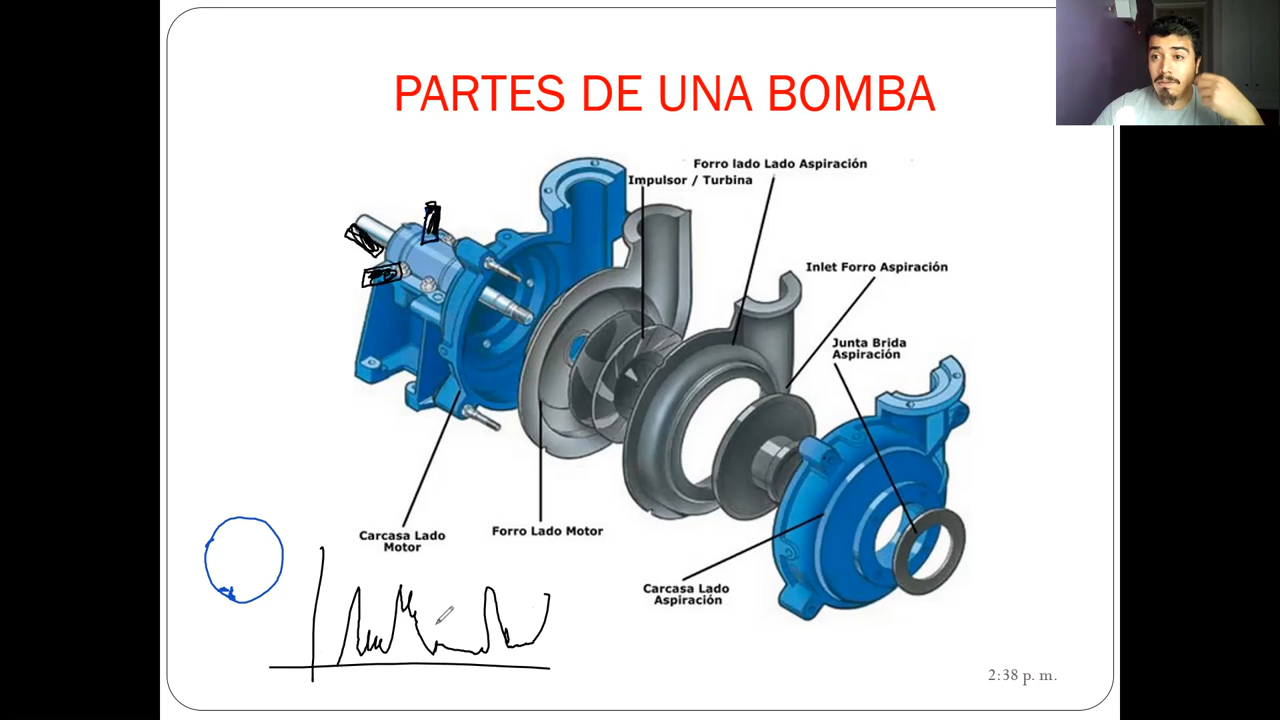 PARTES DE UNA BOMBA
Forro lado Lado Aspiración
Impulsor / Turbina
Inlet Forro Aspiración
Junta Brida
Aspiración
Carcasa Lado
Motor
Forro Lado Motor
Carcasa Lado
Aspiración
2:38 p. m.